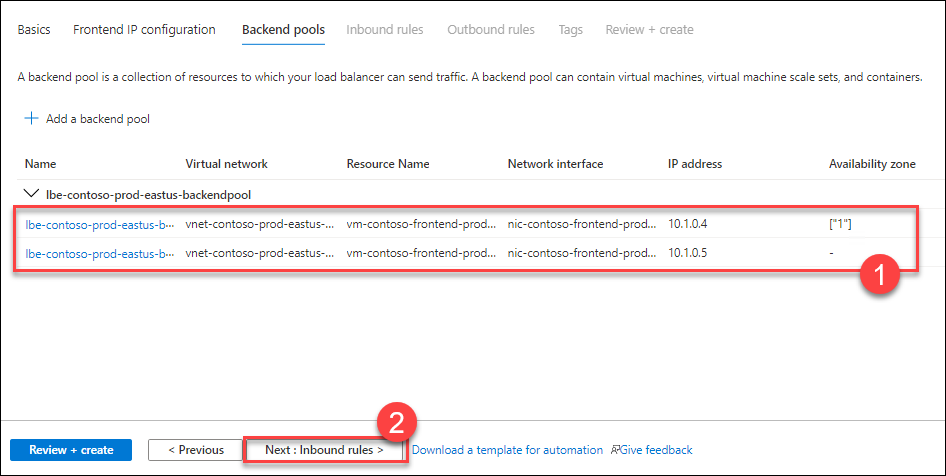 Basics Frontend IP configuration Backend pools Inbound rules Outbound rules Tags Review + create
A backend pool is a collection of resources to which your load balancer can send traffic. A backend pool can contain virtual machines, virtual machine scale sets, and containers.
+ Add a backend pool
Name Virtual network Resource Name Network interface IP address Availability zone
lbe-contoso-prod-eastus-backendpool
lbe-contoso-prod-eastus-b... vnet-contoso-prod-eastus-... vm-contoso-frontend-prod... nic-contoso-frontend-prod... 10.1.0.4 ["1"]
lbe-contoso-prod-eastus-b... vnet-contoso-prod-eastus-... vm-contoso-frontend-prod... nic-contoso-frontend-prod... 10.1.0.5 -
1
2
Review + create < Previous Next : Inbound rules > Download a template for automation Give feedback